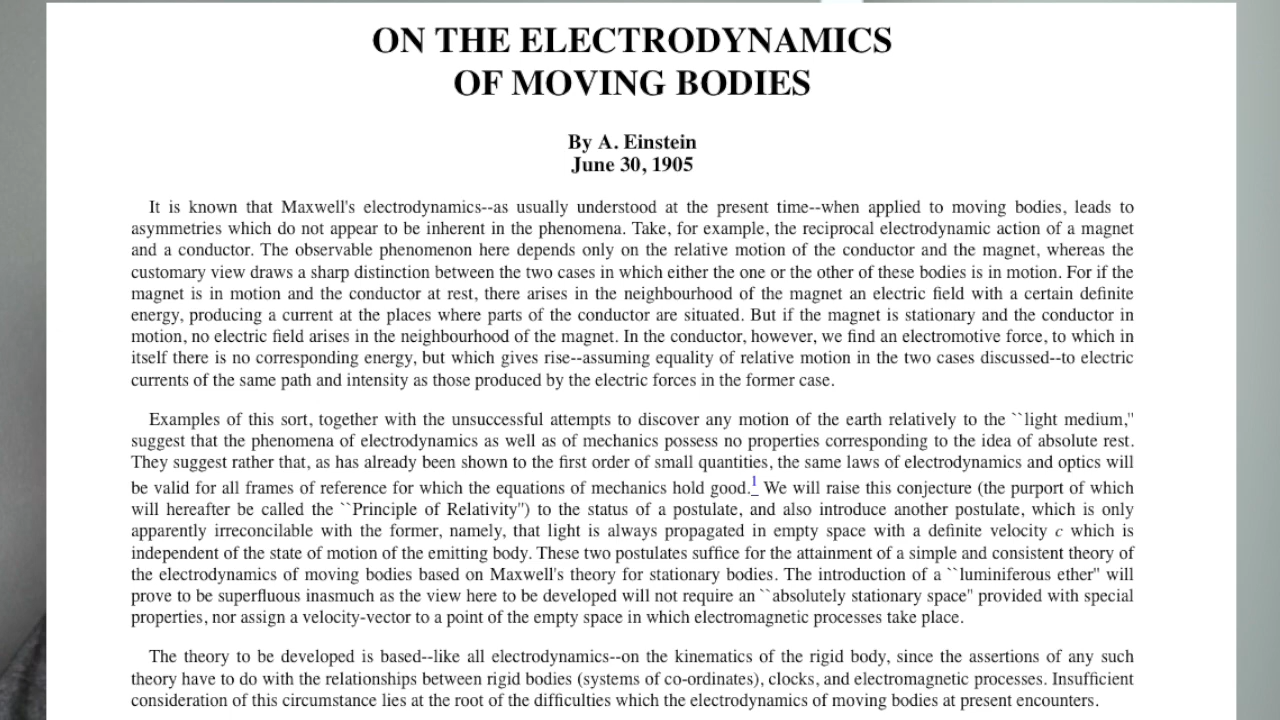 ON THE ELECTRODYNAMICS
OF MOVING BODIES
By A. Einstein
June 30, 1905
It is known that Maxwell's electrodynamics--as usually understood at the present time--when applied to moving bodies, leads to
asymmetries which do not appear to be inherent in the phenomena. Take, for example, the reciprocal electrodynamic action of a magnet
and a conductor. The observable phenomenon here depends only on the relative motion of the conductor and the magnet, whereas the
customary view draws a sharp distinction between the two cases in which either the one or the other of these bodies is in motion. For if the
magnet is in motion and the conductor at rest, there arises in the neighbourhood of the magnet an electric field with a certain definite
energy, producing a current at the places where parts of the conductor are situated. But if the magnet is stationary and the conductor in
motion, no electric field arises in the neighbourhood of the magnet. In the conductor, however, we find an electromotive force, to which in
itself there is no corresponding energy, but which gives rise--assuming equality of relative motion in the two cases discussed--to electric
currents of the same path and intensity as those produced by the electric forces in the former case.
Examples of this sort, together with the unsuccessful attempts to discover any motion of the earth relatively to the ``light medium,''
suggest that the phenomena of electrodynamics as well as of mechanics possess no properties corresponding to the idea of absolute rest.
They suggest rather that, as has already been shown to the first order of small quantities, the same laws of electrodynamics and optics will
be valid for all frames of reference for which the equations of mechanics hold good.1 We will raise this conjecture (the purport of which
will hereafter be called the ``Principle of Relativity'') to the status of a postulate, and also introduce another postulate, which is only
apparently irreconcilable with the former, namely, that light is always propagated in empty space with a definite velocity c which is
independent of the state of motion of the emitting body. These two postulates suffice for the attainment of a simple and consistent theory of
the electrodynamics of moving bodies based on Maxwell's theory for stationary bodies. The introduction of a ``luminiferous ether'' will
prove to be superfluous inasmuch as the view here to be developed will not require an ``absolutely stationary space'' provided with special
properties, nor assign a velocity-vector to a point of the empty space in which electromagnetic processes take place.
The theory to be developed is based--like all electrodynamics--on the kinematics of the rigid body, since the assertions of any such
theory have to do with the relationships between rigid bodies (systems of co-ordinates), clocks, and electromagnetic processes. Insufficient
consideration of this circumstance lies at the root of the difficulties which the electrodynamics of moving bodies at present encounters.